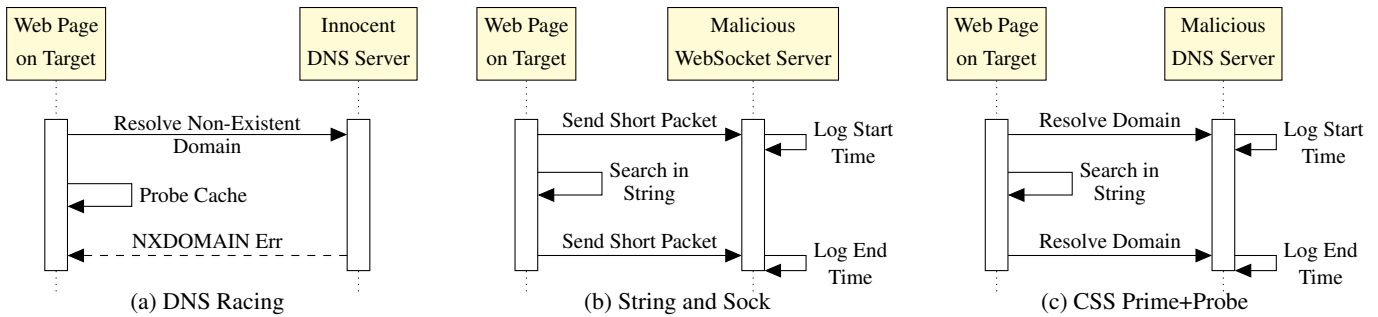 Web Page
on Target
Innocent
DNS Server
Resolve Non-Existent
Domain
Probe Cache
NXDOMAIN Err
(a) DNS Racing
Web Page
on Target
Malicious
WebSocket Server
Send Short Packet
Log Start
Time
Search in
String
Send Short Packet
Log End
Time
(b) String and Sock
Web Page
on Target
Malicious
DNS Server
Resolve Domain
Log Start
Time
Search in
String
Resolve Domain
Log End
Time
(c) CSS Prime+Probe